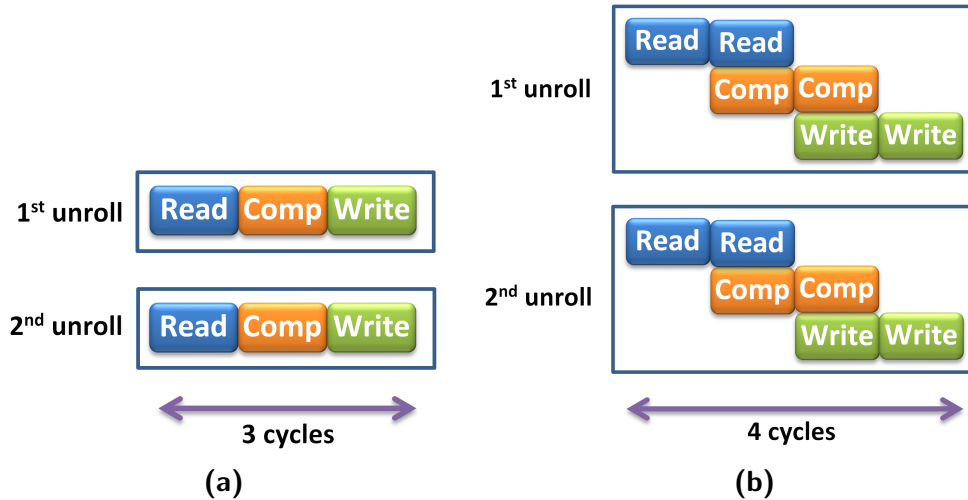 1st unroll
Read Comp Write
2nd unroll
Read Comp Write
3 cycles
(a)
1st unroll
Read Read
Comp Comp
Write Write
2nd unroll
Read Read
Comp Comp
Write Write
4 cycles
(b)